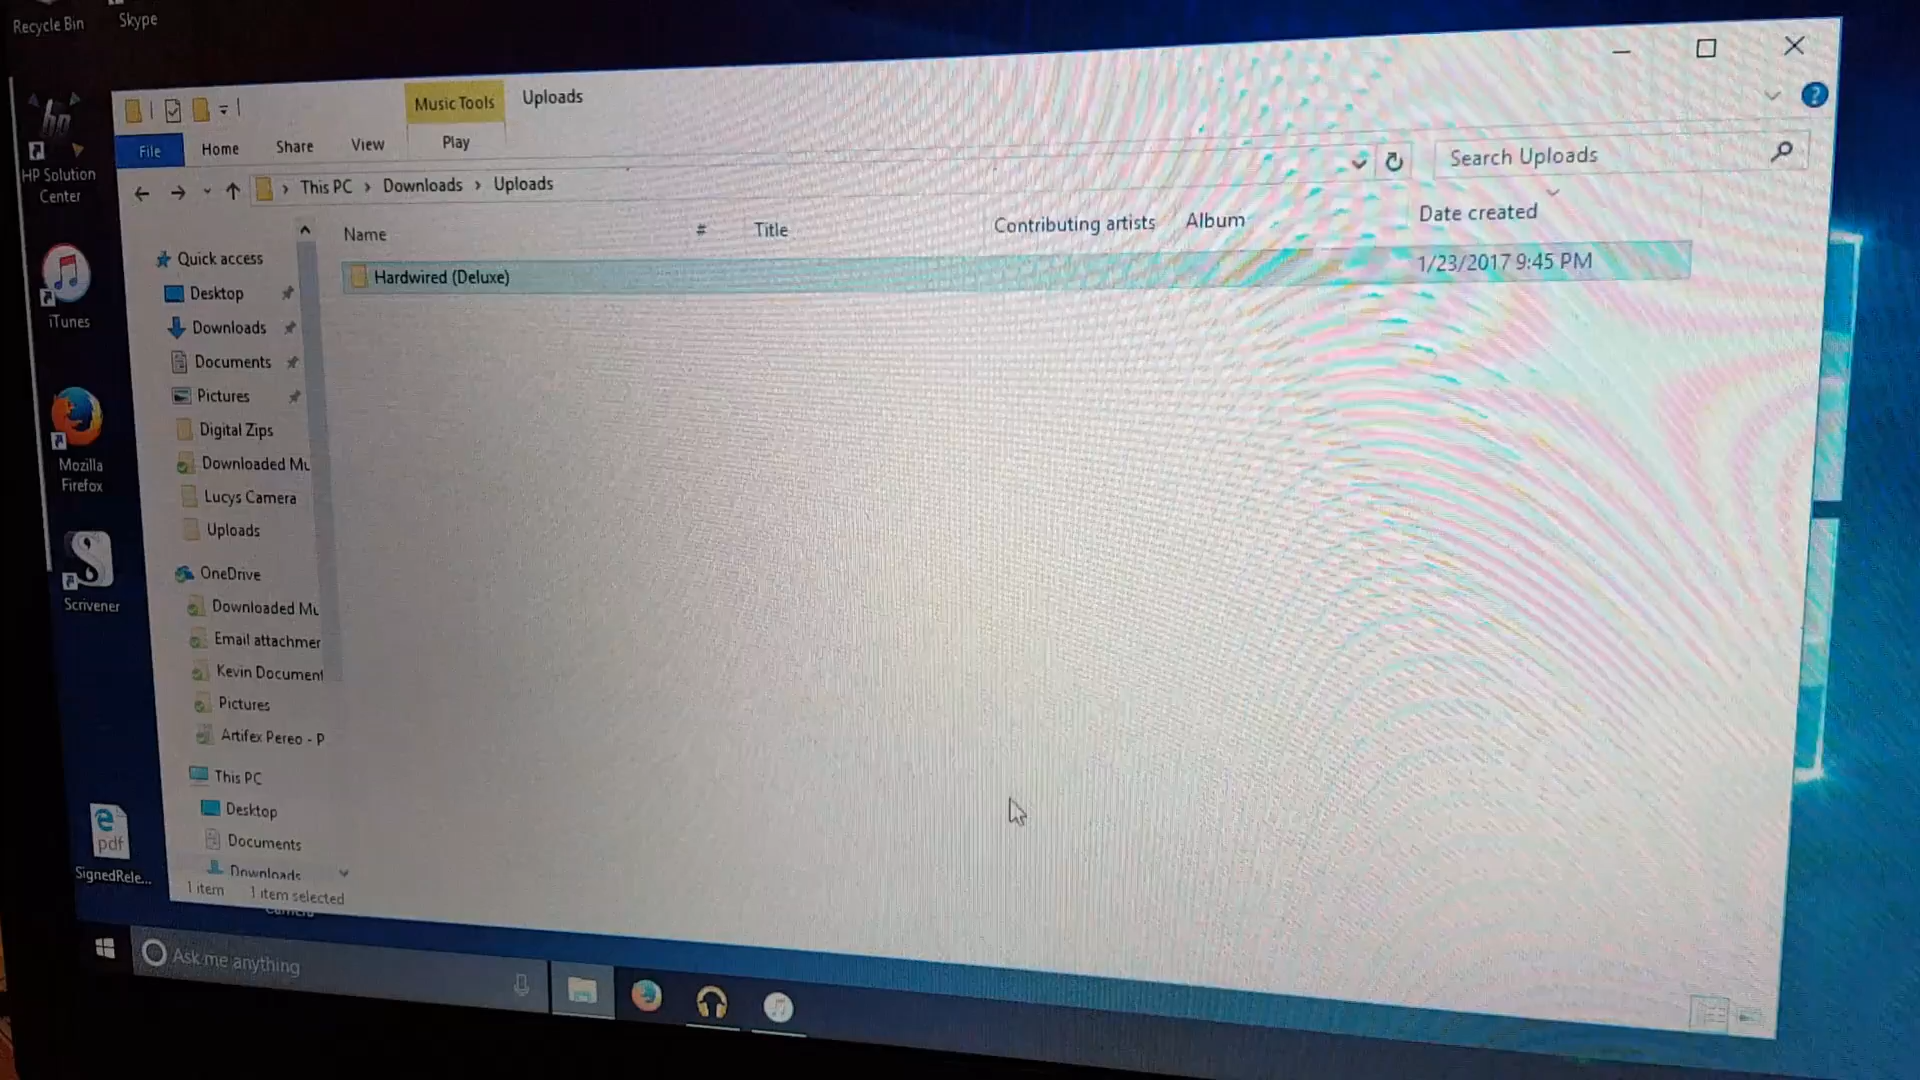 Recycle Bin
Skype
HP Solution
Center
iTunes
Mozilla
Firefox
Scrivener
pdf
SignedRele...
Music Tools
Uploads
File
Home
Share
View
Play
This PC > Downloads > Uploads
Search Uploads
Name
#
Title
Contributing artists
Album
Date created
Hardwired (Deluxe)
1/23/2017 9:45 PM
Quick access
Desktop
Downloads
Documents
Pictures
Digital Zips
Downloaded Mu
Lucys Camera
Uploads
OneDrive
Downloaded Mu
Email attachmer
Kevin Document
Pictures
Artifex Pereo - P
This PC
Desktop
Documents
Downloads
1 item
1 item selected
Camera
Ask me anything